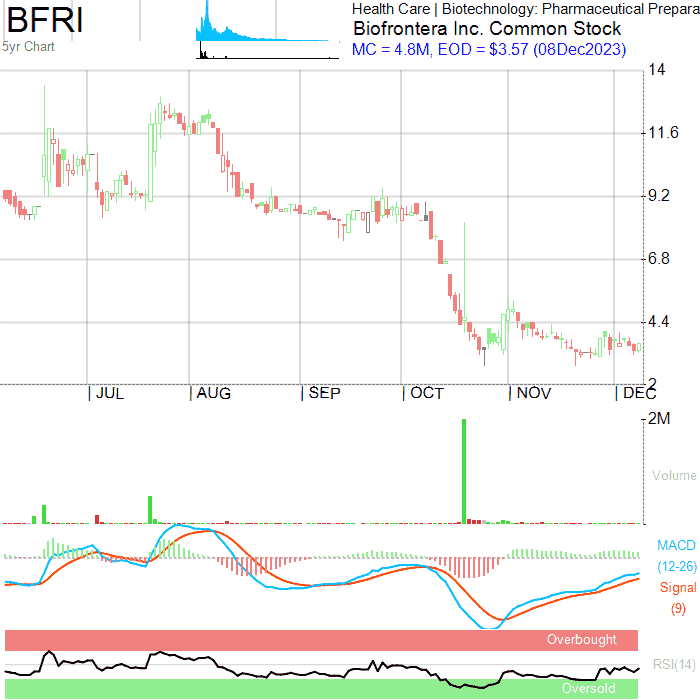 BFRI
5yr Chart
Health Care | Biotechnology: Pharmaceutical Prepara
Biofrontera Inc. Common Stock
MC = 4.8M, EOD = $3.57 (08Dec2023)
14
11.6
9.2
6.8
4.4
2
| JUL | AUG | SEP | OCT | NOV | DEC
2M
Volume
MACD
(12-26)
Signal
(9)
Overbought
RSI(14)
Oversold